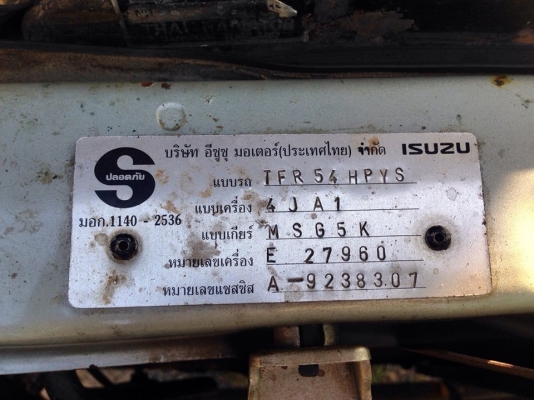 บริษัท อีซูซุ มอเตอร์(ประเทศไทย) จำกัด ISUZU
S
ปลอดภัย
มอก.1140 - 2536
แบบรถ TFR54HPYS
แบบเครื่อง 4JA1
แบบเกียร์ MSG5K
หมายเลขเครื่อง E 27960
หมายเลขแชสซิส A-9238307